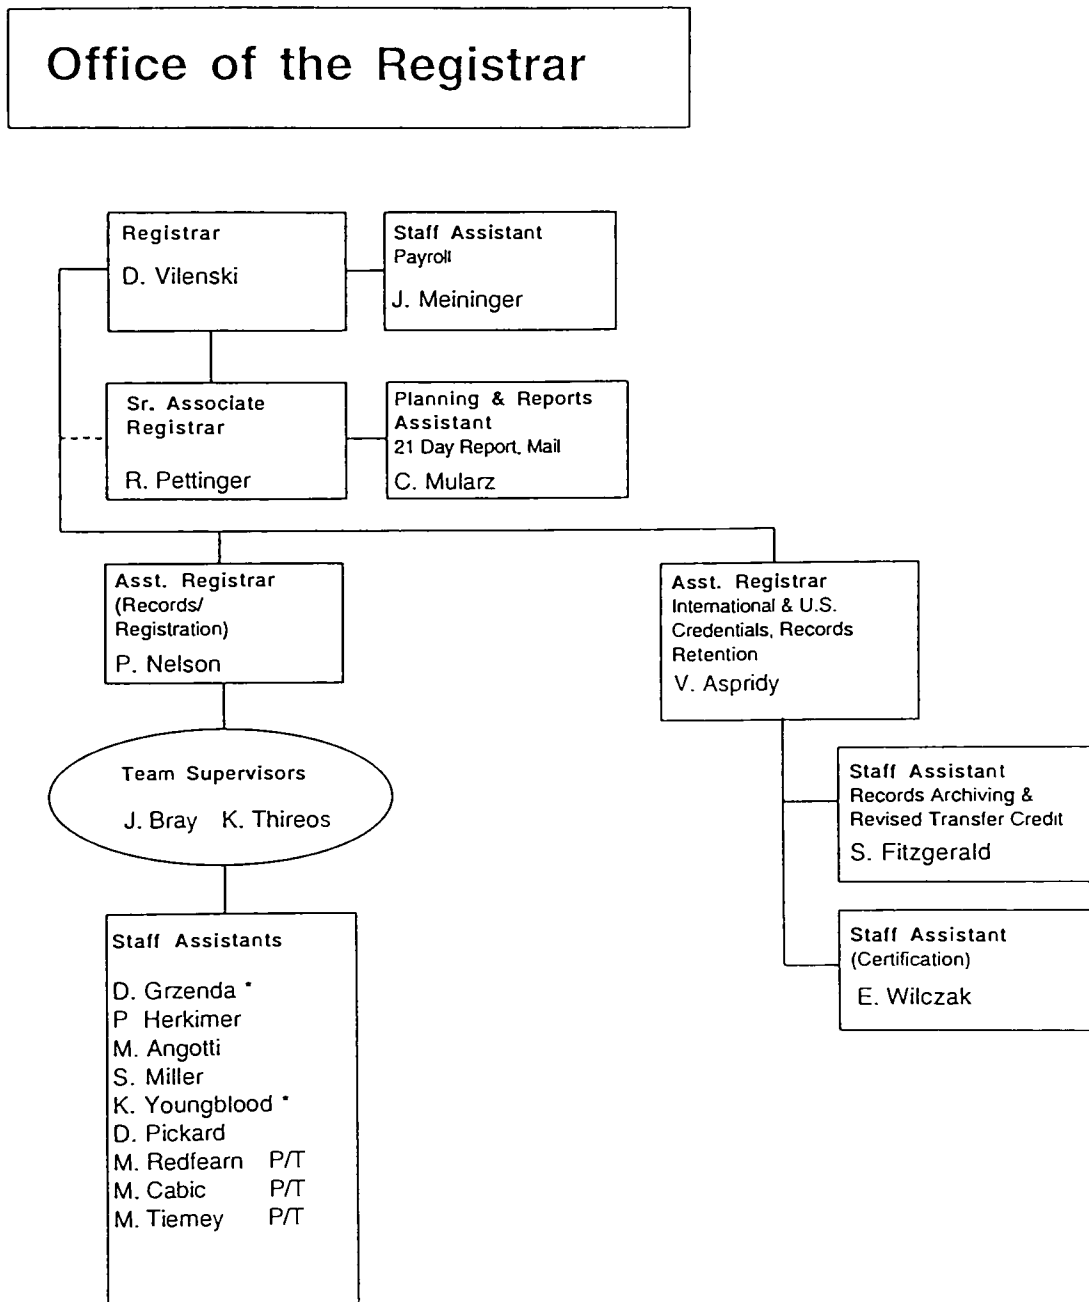 Office of the Registrar
Registrar
D. Vilenski
Staff Assistant
Payroll
J. Meininger
Sr. Associate
Registrar
R. Pettinger
Planning & Reports
Assistant
21 Day Report, Mail
C. Mularz
Asst. Registrar
(Records/
Registration)
P. Nelson
Asst. Registrar
International & U.S.
Credentials, Records
Retention
V. Aspridy
Team Supervisors
J. Bray K. Thireos
Staff Assistant
Records Archiving &
Revised Transfer Credit
S. Fitzgerald
Staff Assistant
(Certification)
E. Wilczak
Staff Assistants
D. Grzenda *
P Herkimer
M. Angotti
S. Miller
K. Youngblood *
D. Pickard
M. Redfearn P/T
M. Cabic P/T
M. Tierney P/T